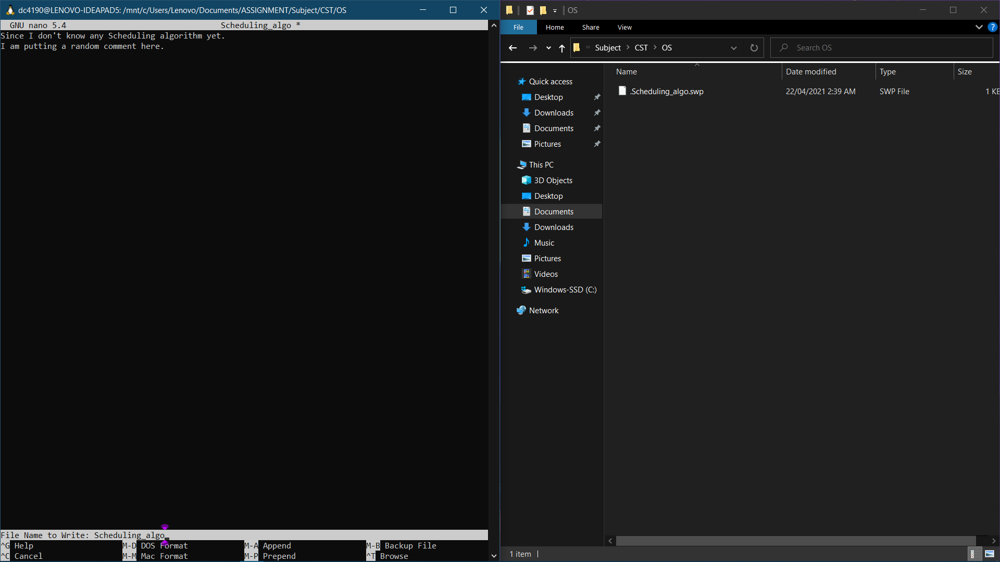 dc4190@LENOVO-IDEAPAD5: /mnt/c/Users/Lenovo/Documents/ASSIGNMENT/Subject/CST/OS
GNU nano 5.4 Scheduling_algo *
Since I don't know any Scheduling algorithm yet.
I am putting a random comment here.
File Name to Write: Scheduling_algo
^G Help M-D DOS Format M-A Append M-B Backup File
^C Cancel M-M Mac Format M-P Prepend ^T Browse
OS
File Home Share View
Subject CST OS Search OS
Name Date modified Type Size
.Scheduling_algo.swp 22/04/2021 2:39 AM SWP File 1 KB
Quick access
Desktop
Downloads
Documents
Pictures
This PC
3D Objects
Desktop
Documents
Downloads
Music
Pictures
Videos
Windows-SSD (C:)
Network
1 item